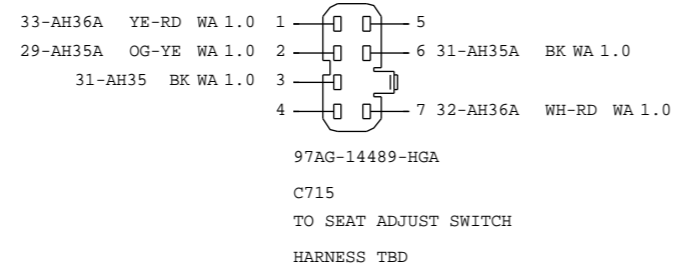 33-AH36A YE-RD WA 1.0 1 5
29-AH35A OG-YE WA 1.0 2 6 31-AH35A BK WA 1.0
31-AH35 BK WA 1.0 3
4 7 32-AH36A WH-RD WA 1.0
97AG-14489-HGA
C715
TO SEAT ADJUST SWITCH
HARNESS TBD